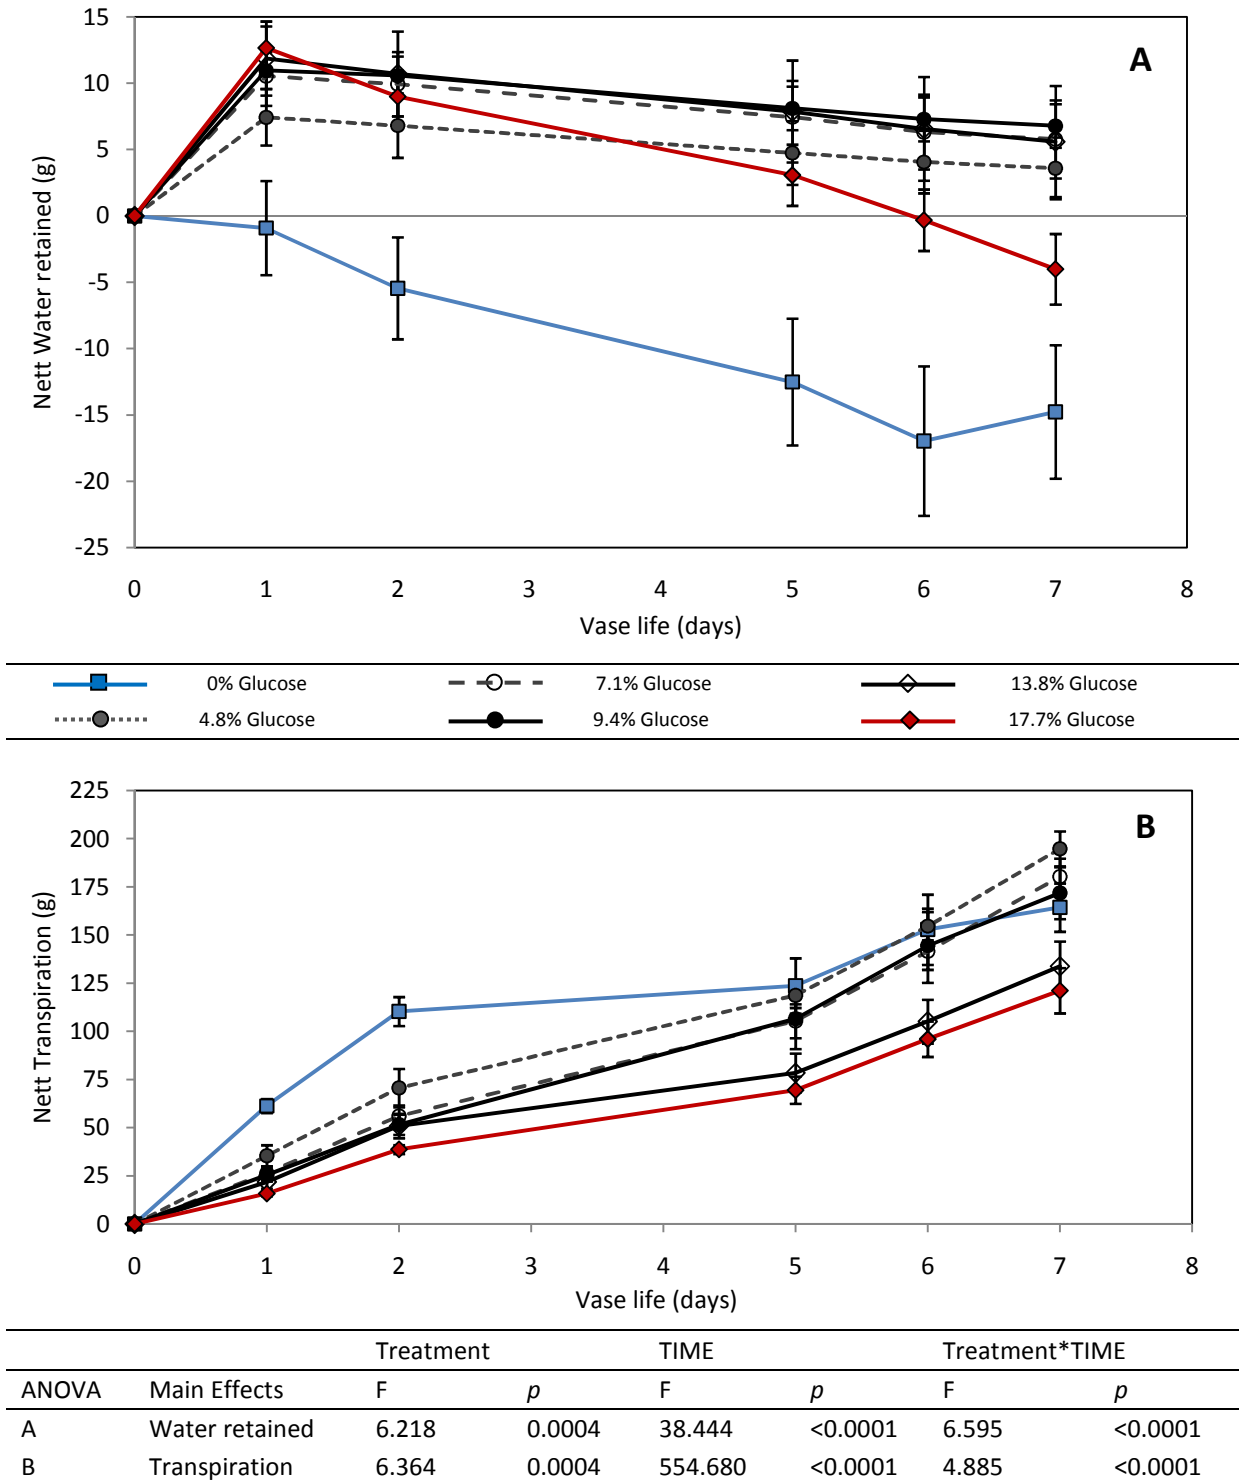 15
10
5
0
-5
-10
-15
-20
-25
Nett Water retained (g)
A
0 1 2 3 4 5 6 7 8
Vase life (days)
0% Glucose 7.1% Glucose 13.8% Glucose
4.8% Glucose 9.4% Glucose 17.7% Glucose
225
200
175
150
125
100
75
50
25
0
Nett Transpiration (g)
B
0 1 2 3 4 5 6 7 8
Vase life (days)
Treatment TIME Treatment*TIME
ANOVA Main Effects F p F p F p
A Water retained 6.218 0.0004 38.444 <0.0001 6.595 <0.0001
B Transpiration 6.364 0.0004 554.680 <0.0001 4.885 <0.0001